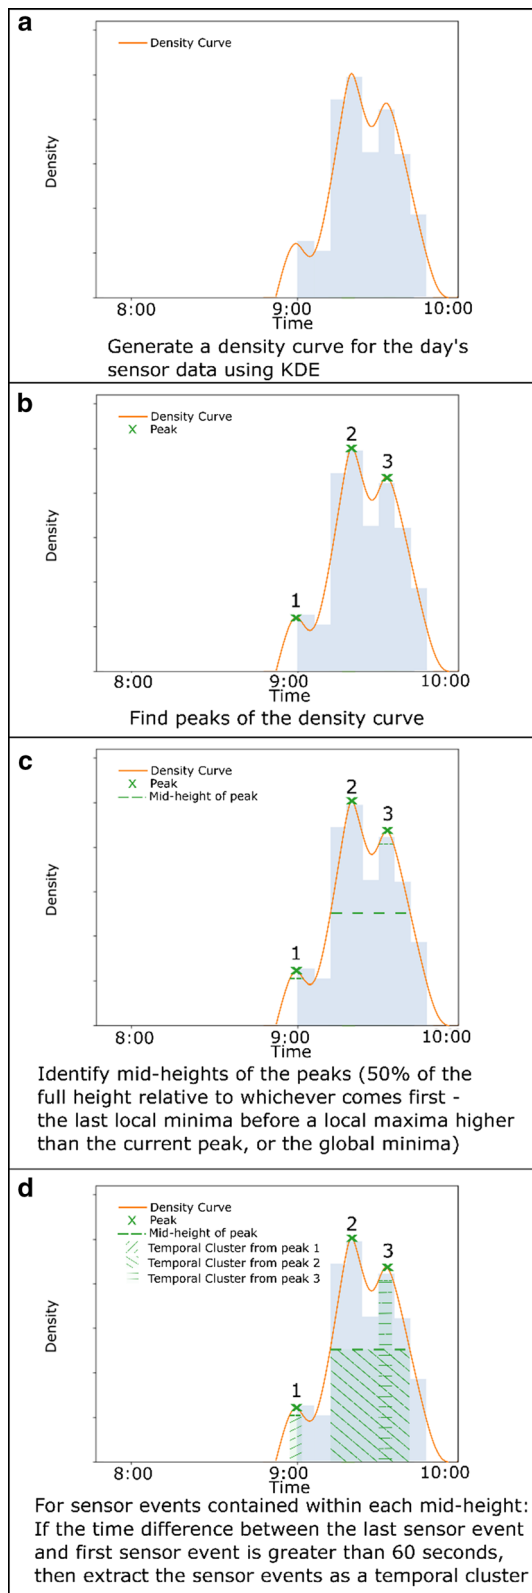 a
Density Curve
Density
8:00
9:00
10:00
Time
Generate a density curve for the day's
sensor data using KDE
b
Density Curve
Peak
1
2
3
Density
8:00
9:00
10:00
Time
Find peaks of the density curve
c
Density Curve
Peak
Mid-height of peak
1
2
3
Density
8:00
9:00
10:00
Time
Identify mid-heights of the peaks (50% of the
full height relative to whichever comes first -
the last local minima before a local maxima higher
than the current peak, or the global minima)
d
Density Curve
Peak
Mid-height of peak
Temporal Cluster from peak 1
Temporal Cluster from peak 2
Temporal Cluster from peak 3
1
2
3
Density
8:00
9:00
10:00
Time
For sensor events contained within each mid-height:
If the time difference between the last sensor event
and first sensor event is greater than 60 seconds,
then extract the sensor events as a temporal cluster